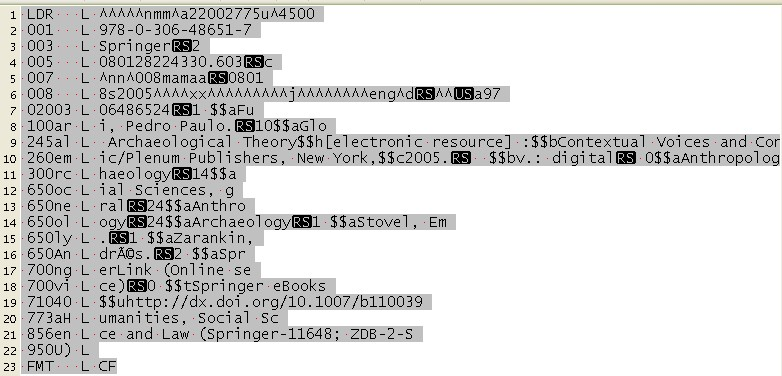 1 LDR L ^^^^^nmm^a22002775u^4500
2 001 L 978-0-306-48651-7
3 003 L SpringerRS2
4 005 L 080128224330.603RSc
5 007 L ^nn^008mamaaRS0801
6 008 L 8s2005^^^^xx^^^^^^^^^j^^^^^^^^eng^dRS^^USa97
7 02003 L 06486524RS1 $$aFu
8 100ar L i, Pedro Paulo.RS10$$aGlo
9 245al L Archaeological Theory$$h[electronic resource] :$$bContextual Voices and Cor
10 260em L ic/Plenum Publishers, New York,$$c2005.RS $$bv.: digitalRS 0$$aAnthropolog
11 300rc L haeologyRS14$$a
12 650oc L ial Sciences, g
13 650ne L ralRS24$$aAnthro
14 650ol L ogyRS24$$aArchaeologyRS1 $$aStovel, Em
15 650ly L .RS1 $$aZarankin,
16 650An L drÃ©s.RS2 $$aSpr
17 700ng L erLink (Online se
18 700vi L ce)RS0 $$tSpringer eBooks
19 71040 L $$uhttp://dx.doi.org/10.1007/b110039
20 773aH L umanities, Social Sc
21 856en L ce and Law (Springer-11648; ZDB-2-S
22 950U) L
23 FMT L CF